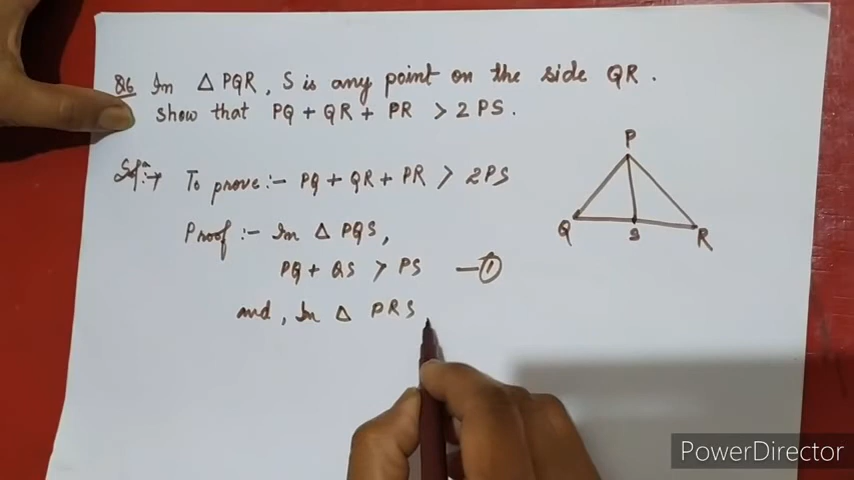 Q6 In △ PQR, S is any point on the side QR.
Show that PQ + QR + PR > 2PS.
Solⁿ:→ To prove:- PQ + QR + PR > 2PS
Proof:- In △ PQS,
PQ + QS > PS —①
and, In △ PRS
P
Q
S
R
PowerDirector